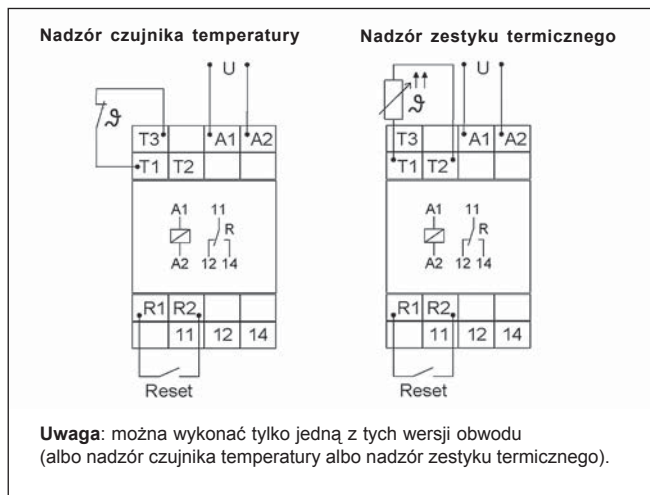 Nadzór czujnika temperatury
Nadzór zestyku termicznego
U
U
ϑ
ϑ
T3 A1 A2
T1 T2
T3 A1 A2
T1 T2
A1 11
R
A2 12 14
A1 11
R
A2 12 14
R1 R2
11 12 14
R1 R2
11 12 14
Reset
Reset
Uwaga: można wykonać tylko jedną z tych wersji obwodu
(albo nadzór czujnika temperatury albo nadzór zestyku termicznego).